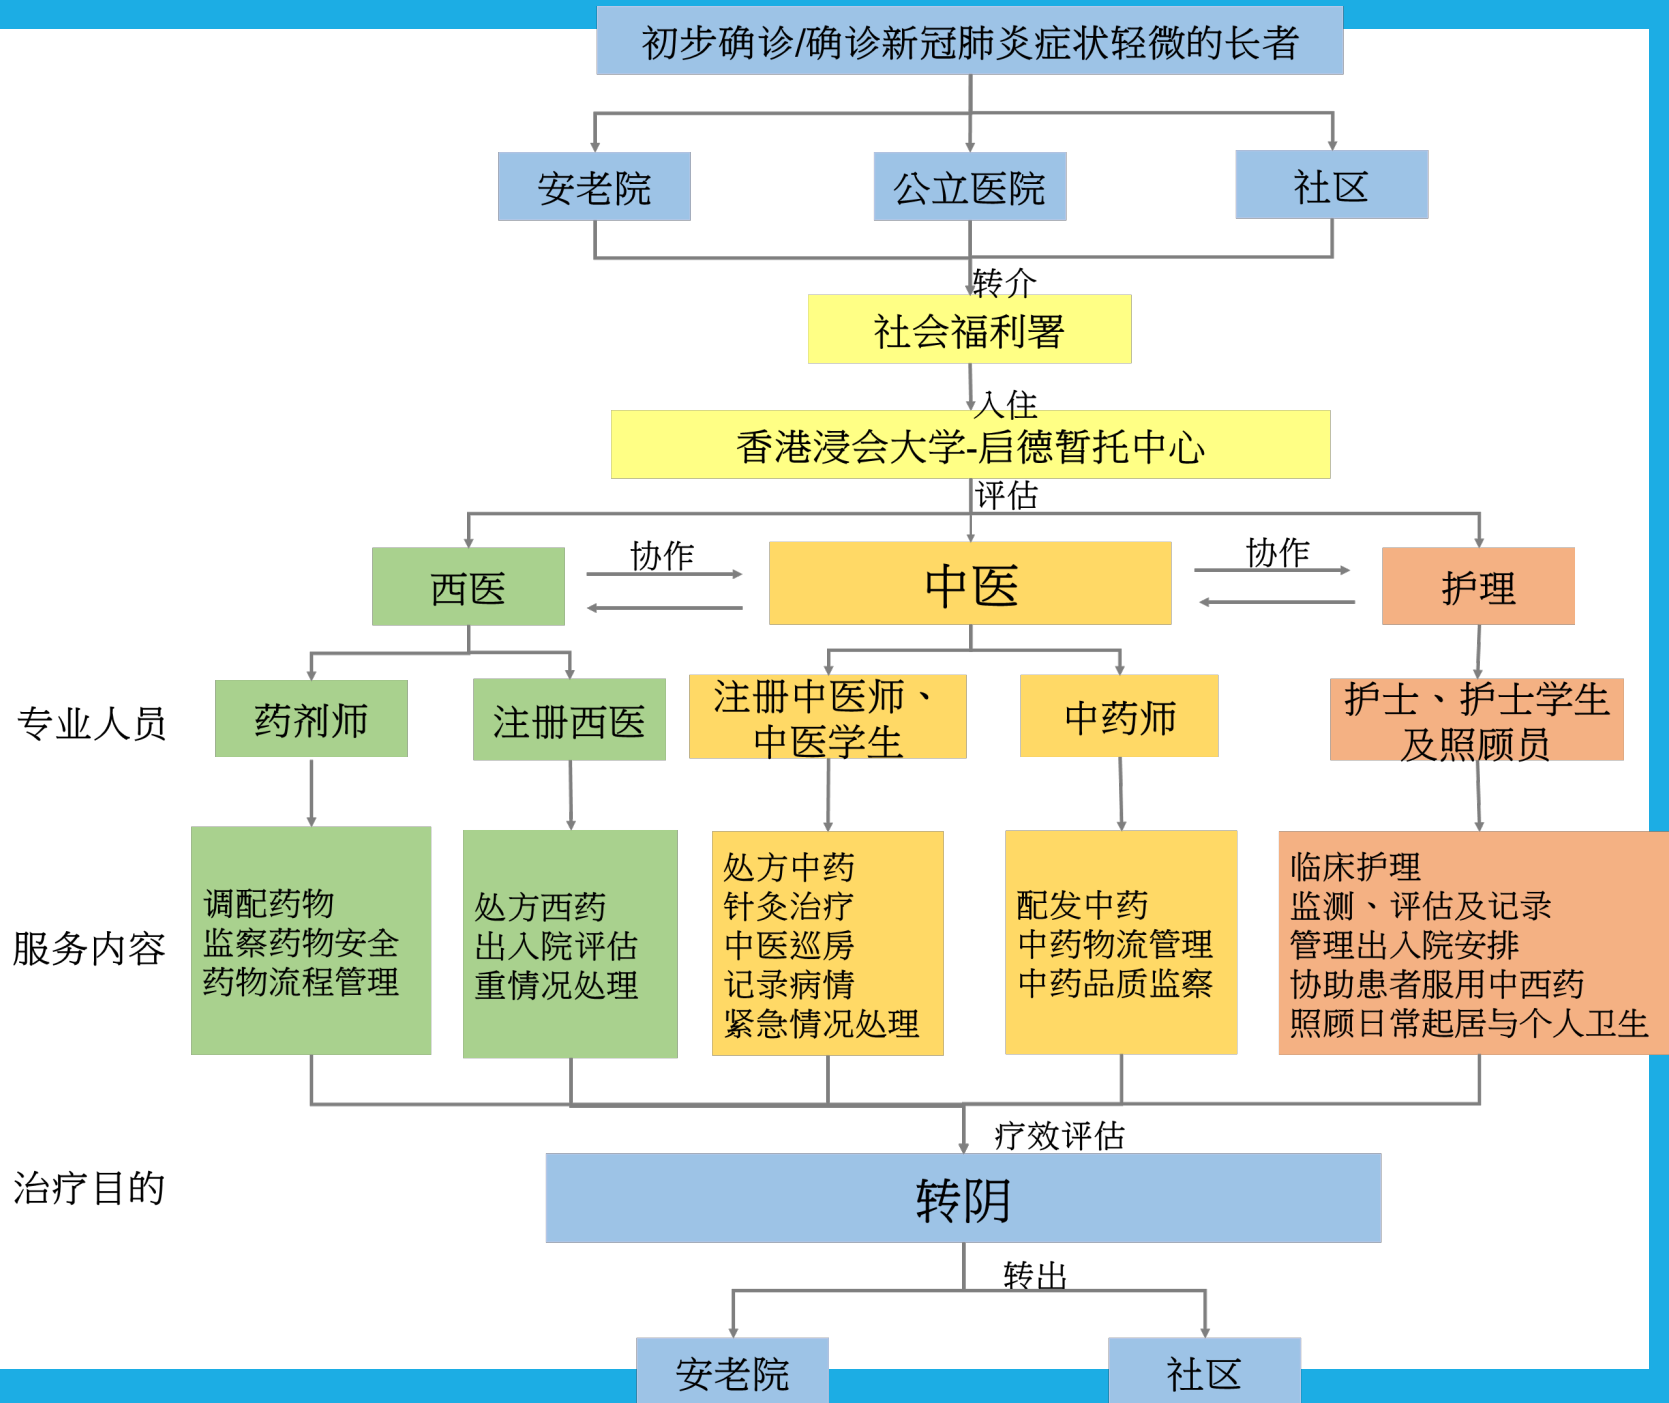 初步确诊/确诊新冠肺炎症状轻微的长者
安老院
公立医院
社区
转介
社会福利署
入住
香港浸会大学-启德暂托中心
评估
西医
协作
中医
协作
护理
专业人员
药剂师
注册西医
注册中医师、
中医学生
中药师
护士、护士学生
及照顾员
服务内容
调配药物
监察药物安全
药物流程管理
处方西药
出入院评估
重情况处理
处方中药
针灸治疗
中医巡房
记录病情
紧急情况处理
配发中药
中药物流管理
中药品质监察
临床护理
监测、评估及记录
管理出入院安排
协助患者服用中西药
照顾日常起居与个人卫生
疗效评估
治疗目的
转阴
转出
安老院
社区